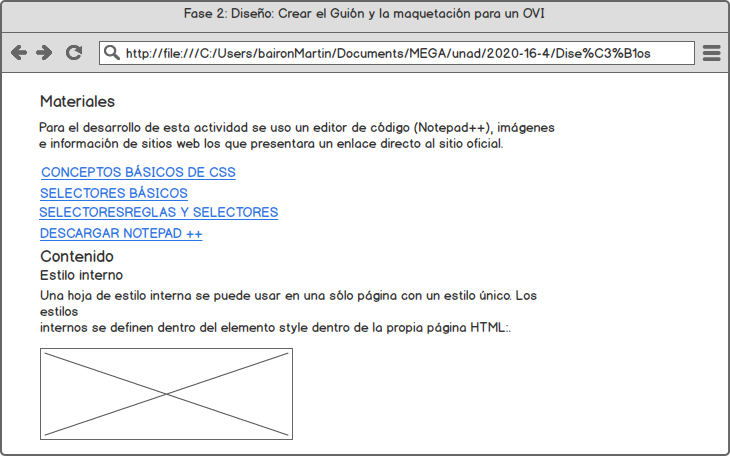 Fase 2: Diseño: Crear el Guión y la maquetación para un OVI
http://file:///C:/Users/baironMartin/Documents/MEGA/unad/2020-16-4/Dise%C3%B1os
Materiales
Para el desarrollo de esta actividad se uso un editor de código (Notepad++), imágenes
e información de sitios web los que presentara un enlace directo al sitio oficial.
CONCEPTOS BÁSICOS DE CSS
SELECTORES BÁSICOS
SELECTORESREGLAS Y SELECTORES
DESCARGAR NOTEPAD ++
Contenido
Estilo interno
Una hoja de estilo interna se puede usar en una sólo página con un estilo único. Los
estilos
internos se definen dentro del elemento style dentro de la propia página HTML:.